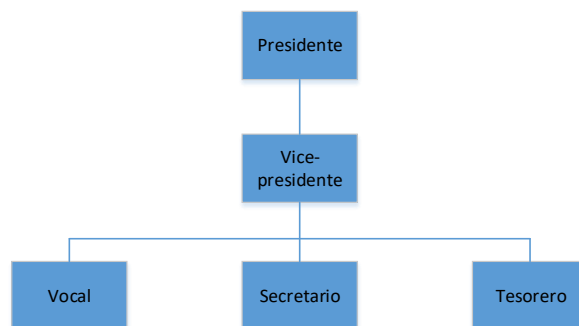 Presidente
Vice-
presidente
Vocal
Secretario
Tesorero